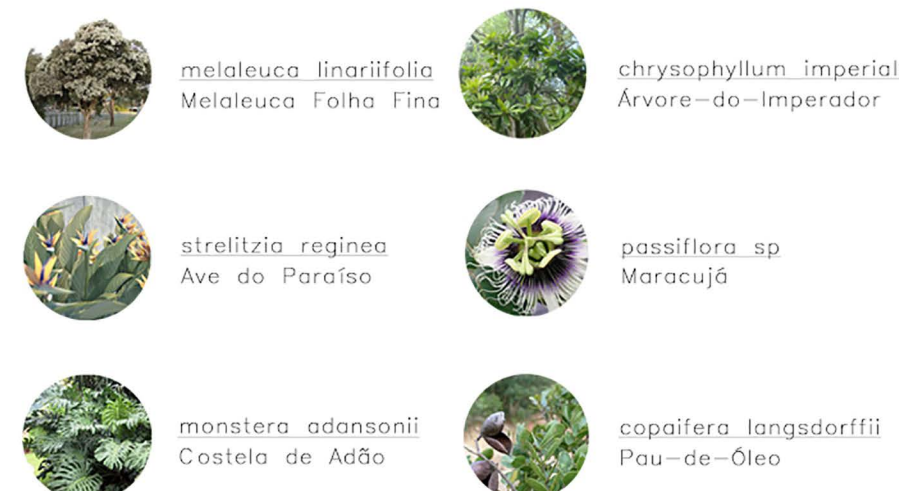 melaleuca linariifolia
Melaleuca Folha Fina
chrysophyllum imperial
Árvore-do-Imperador
strelitzia reginea
Ave do Paraíso
passiflora sp
Maracujá
monstera adansonii
Costela de Adão
copaifera langsdorffii
Pau-de-Óleo